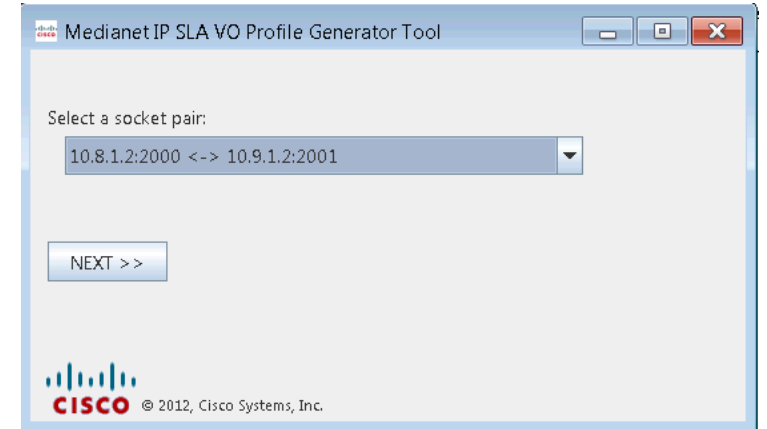 Medianet IP SLA VO Profile Generator Tool
Select a socket pair:
10.8.1.2:2000 <-> 10.9.1.2:2001
NEXT >>
CISCO © 2012, Cisco Systems, Inc.